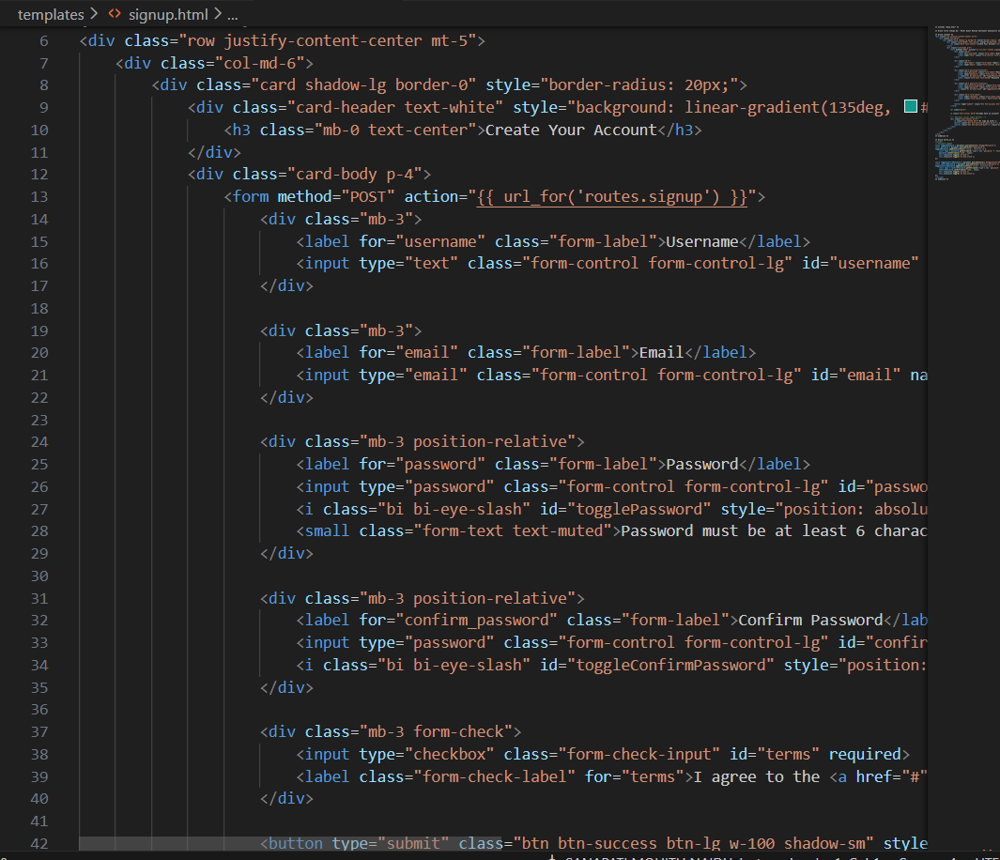 templates > signup.html > ...
6 <div class="row justify-content-center mt-5">
7 <div class="col-md-6">
8 <div class="card shadow-lg border-0" style="border-radius: 20px;">
9 <div class="card-header text-white" style="background: linear-gradient(135deg, #
10 <h3 class="mb-0 text-center">Create Your Account</h3>
11 </div>
12 <div class="card-body p-4">
13 <form method="POST" action="{{ url_for('routes.signup') }}">
14 <div class="mb-3">
15 <label for="username" class="form-label">Username</label>
16 <input type="text" class="form-control form-control-lg" id="username"
17 </div>
18
19 <div class="mb-3">
20 <label for="email" class="form-label">Email</label>
21 <input type="email" class="form-control form-control-lg" id="email" na
22 </div>
23
24 <div class="mb-3 position-relative">
25 <label for="password" class="form-label">Password</label>
26 <input type="password" class="form-control form-control-lg" id="passwo
27 <i class="bi bi-eye-slash" id="togglePassword" style="position: absolu
28 <small class="form-text text-muted">Password must be at least 6 charac
29 </div>
30
31 <div class="mb-3 position-relative">
32 <label for="confirm_password" class="form-label">Confirm Password</lab
33 <input type="password" class="form-control form-control-lg" id="confir
34 <i class="bi bi-eye-slash" id="toggleConfirmPassword" style="position:
35 </div>
36
37 <div class="mb-3 form-check">
38 <input type="checkbox" class="form-check-input" id="terms" required>
39 <label class="form-check-label" for="terms">I agree to the <a href="#"
40 </div>
41
42 <button type="submit" class="btn btn-success btn-lg w-100 shadow-sm" style